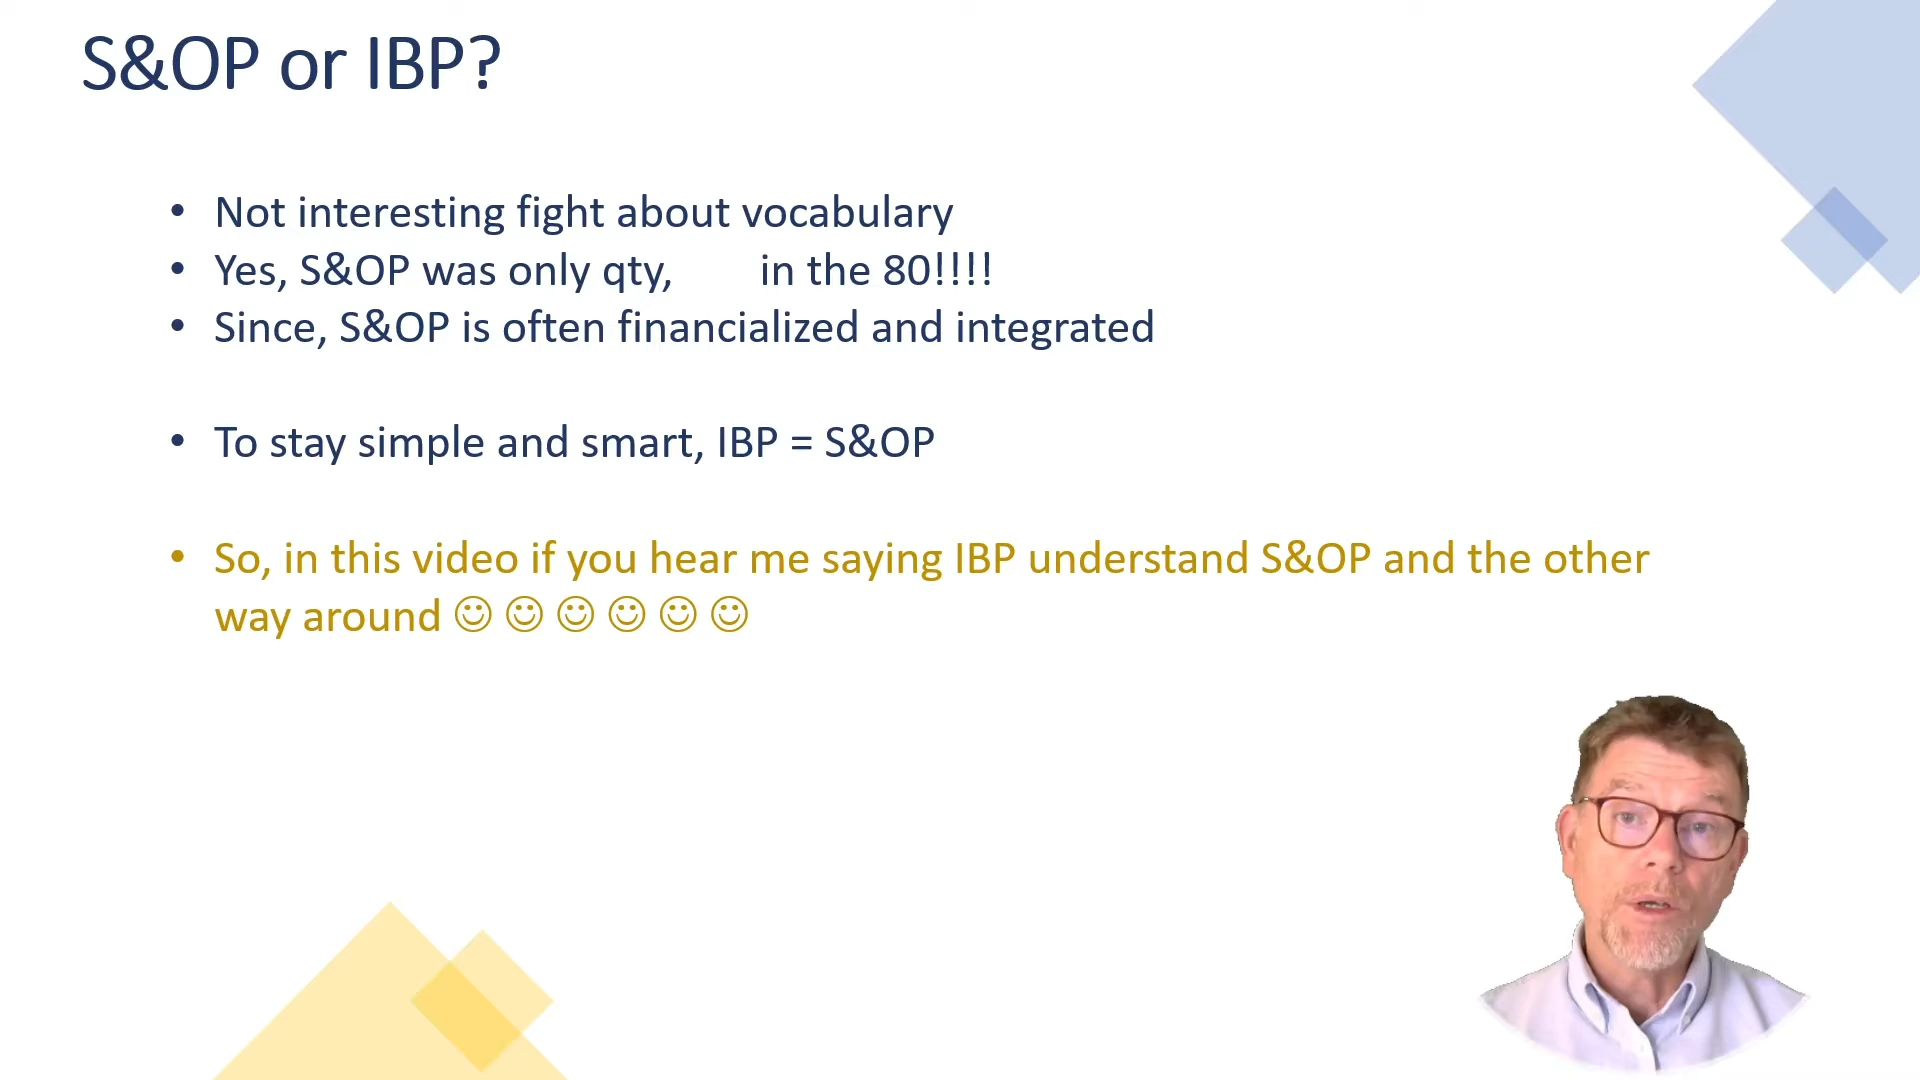 S&OP or IBP?
• Not interesting fight about vocabulary
• Yes, S&OP was only qty, in the 80!!!!
• Since, S&OP is often financialized and integrated
• To stay simple and smart, IBP = S&OP
• So, in this video if you hear me saying IBP understand S&OP and the other
way around ☺ ☺ ☺ ☺ ☺ ☺